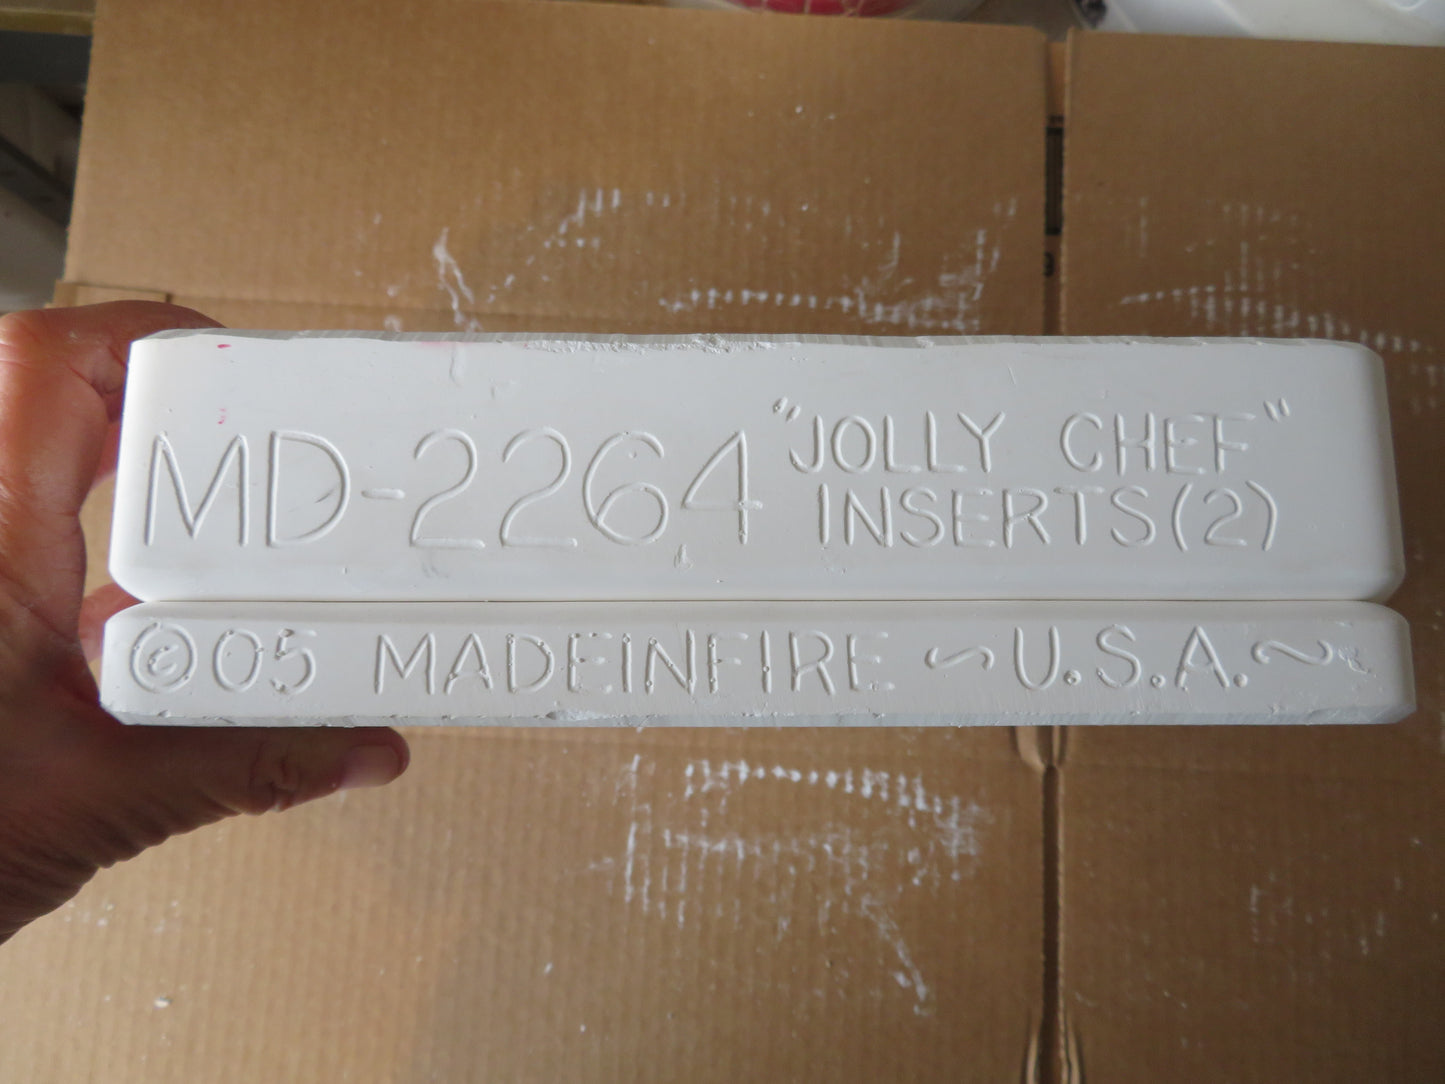 MD-2264 "JOLLY CHEF"
INSERTS(2)
©05 MADEINFIRE ~ U.S.A.~